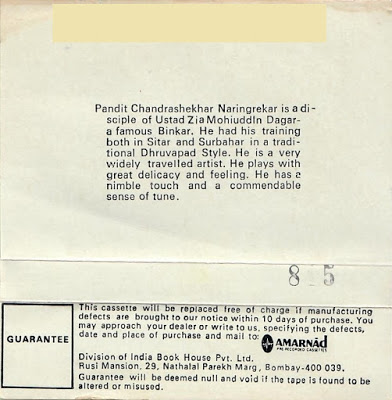 Pandit Chandrashekhar Naringrekar is a di-
sciple of Ustad Zia MohiuddIn Dagar-
a famous Binkar. He had his training
both in Sitar and Surbahar in a tradi-
tional Dhruvapad Style. He is a very
widely travelled artist. He plays with
great delicacy and feeling. He has a
nimble touch and a commendable
sense of tune.
8 5
GUARANTEE
This cassette will be replaced free of charge if manufacturing
defects are brought to our notice within 10 days of purchase. You
may approach your dealer or write to us, specifying the defects,
date and place of purchase and mail to:
AMARNĀD
PRE RECORDED CASSETTES
Division of India Book House Pvt. Ltd.
Rusi Mansion, 29, Nathalal Parekh Marg, Bombay-400 039.
Guarantee will be deemed null and void if the tape is found to be
altered or misused.